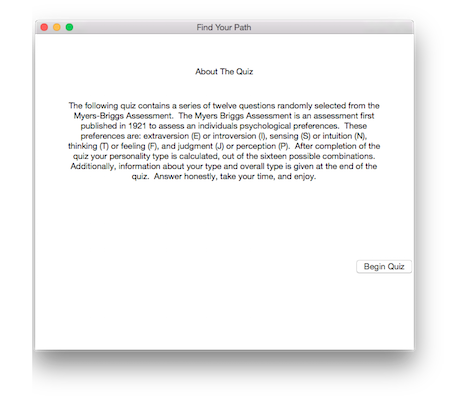 Find Your Path
About The Quiz
The following quiz contains a series of twelve questions randomly selected from the
Myers-Briggs Assessment.  The Myers Briggs Assessment is an assessment first
published in 1921 to assess an individuals psychological preferences.  These
preferences are: extraversion (E) or introversion (I), sensing (S) or intuition (N),
thinking (T) or feeling (F), and judgment (J) or perception (P).  After completion of the
quiz your personality type is calculated, out of the sixteen possible combinations.
Additionally, information about your type and overall type is given at the end of the
quiz.  Answer honestly, take your time, and enjoy.
Begin Quiz